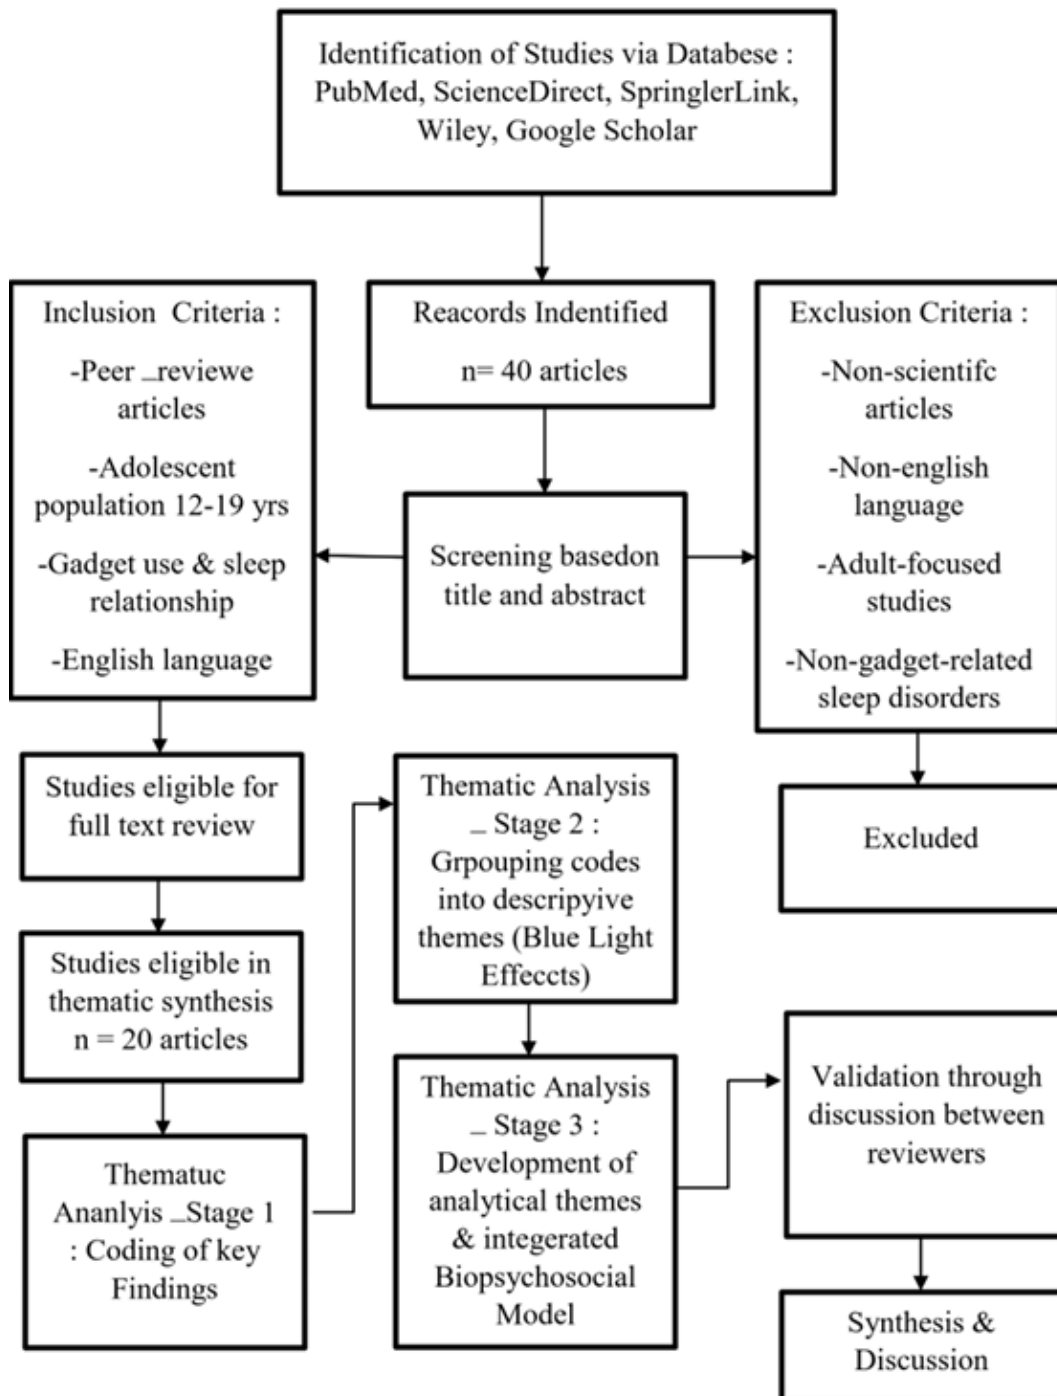 Identification of Studies via Databese :
PubMed, ScienceDirect, SpringlerLink,
Wiley, Google Scholar
Inclusion Criteria :
-Peer _reviewe
articles
-Adolescent
population 12-19 yrs
-Gadget use & sleep
relationship
-English language
Reacords Indentified
n= 40 articles
Exclusion Criteria :
-Non-scientifc
articles
-Non-english
language
-Adult-focused
studies
-Non-gadget-related
sleep disorders
Screening basedon
title and abstract
Studies eligible for
full text review
Excluded
Studies eligible in
thematic synthesis
n = 20 articles
Thematuc
Ananlyis _Stage 1
: Coding of key
Findings
Thematic Analysis
_ Stage 2 :
Grpouping codes
into descripyive
themes (Blue Light
Effeccts)
Thematic Analysis
_ Stage 3 :
Development of
analytical themes
& integerated
Biopsychosocial
Model
Validation through
discussion between
reviewers
Synthesis &
Discussion